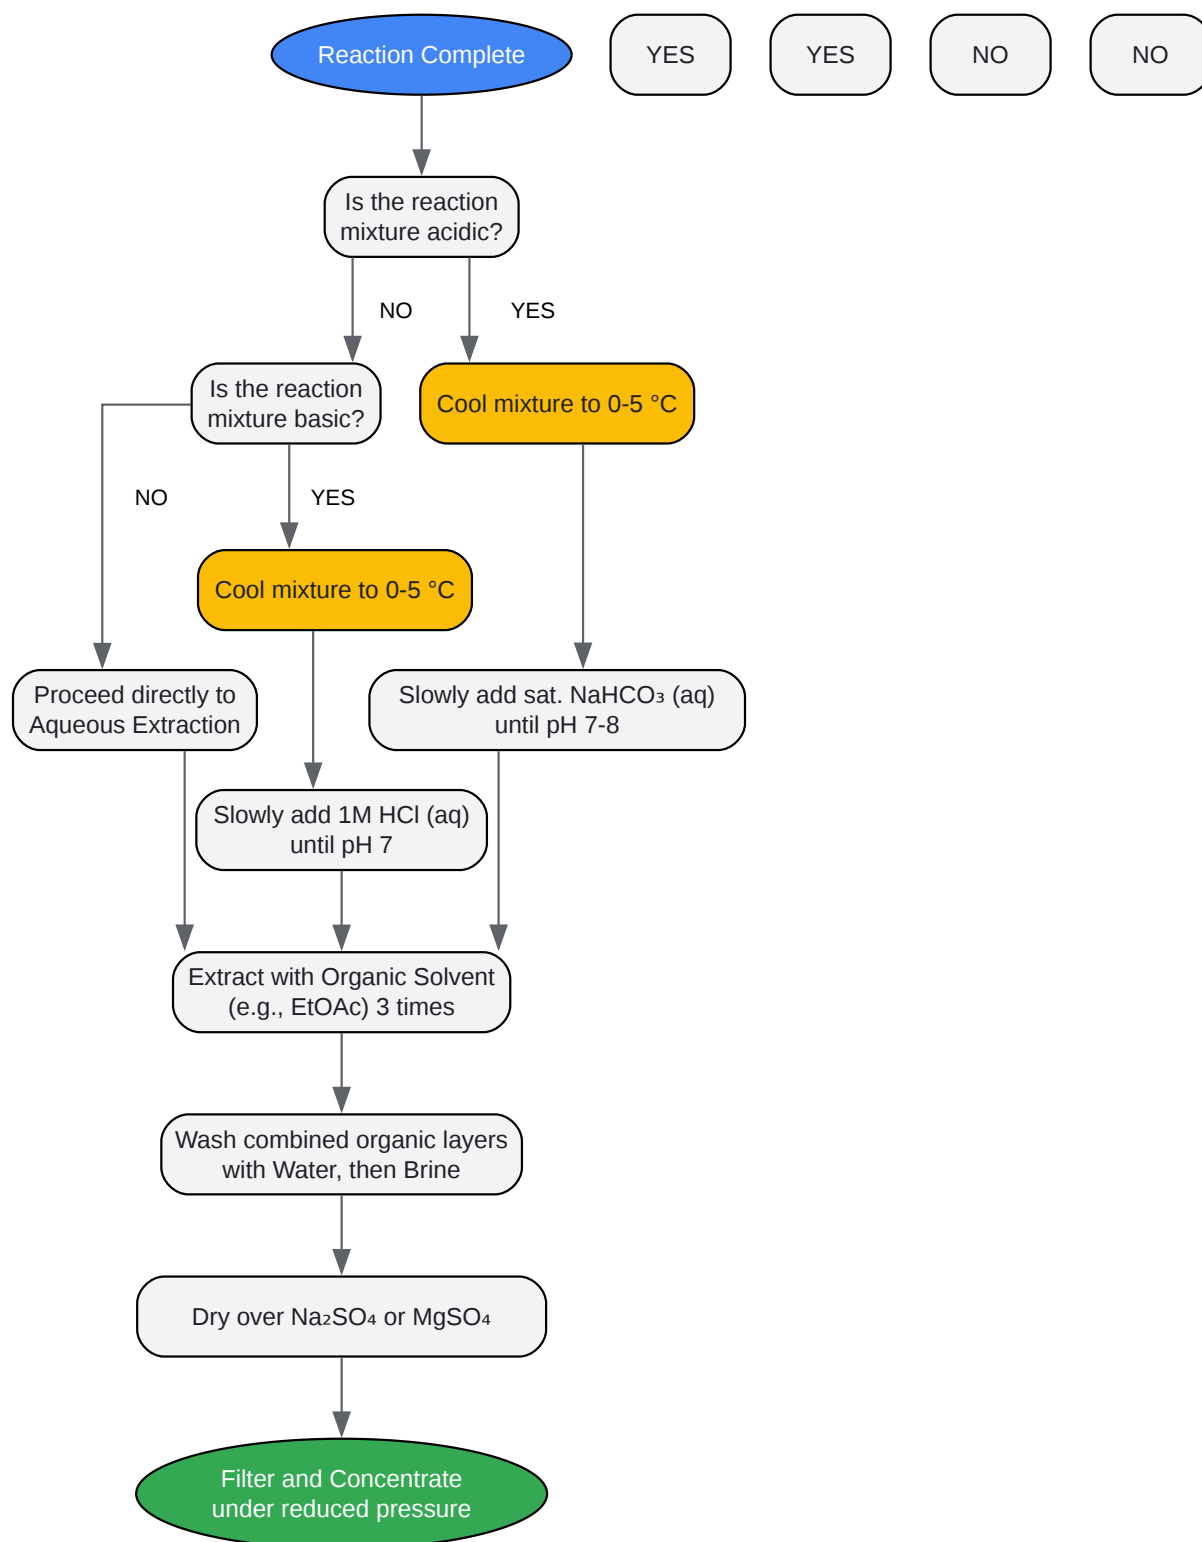 Reaction Complete
YES
YES
NO
NO
Is the reaction
mixture acidic?
NO
YES
Is the reaction
mixture basic?
Cool mixture to 0-5 °C
NO
YES
Cool mixture to 0-5 °C
Proceed directly to
Aqueous Extraction
Slowly add sat. NaHCO₃ (aq)
until pH 7-8
Slowly add 1M HCl (aq)
until pH 7
Extract with Organic Solvent
(e.g., EtOAc) 3 times
Wash combined organic layers
with Water, then Brine
Dry over Na₂SO₄ or MgSO₄
Filter and Concentrate
under reduced pressure